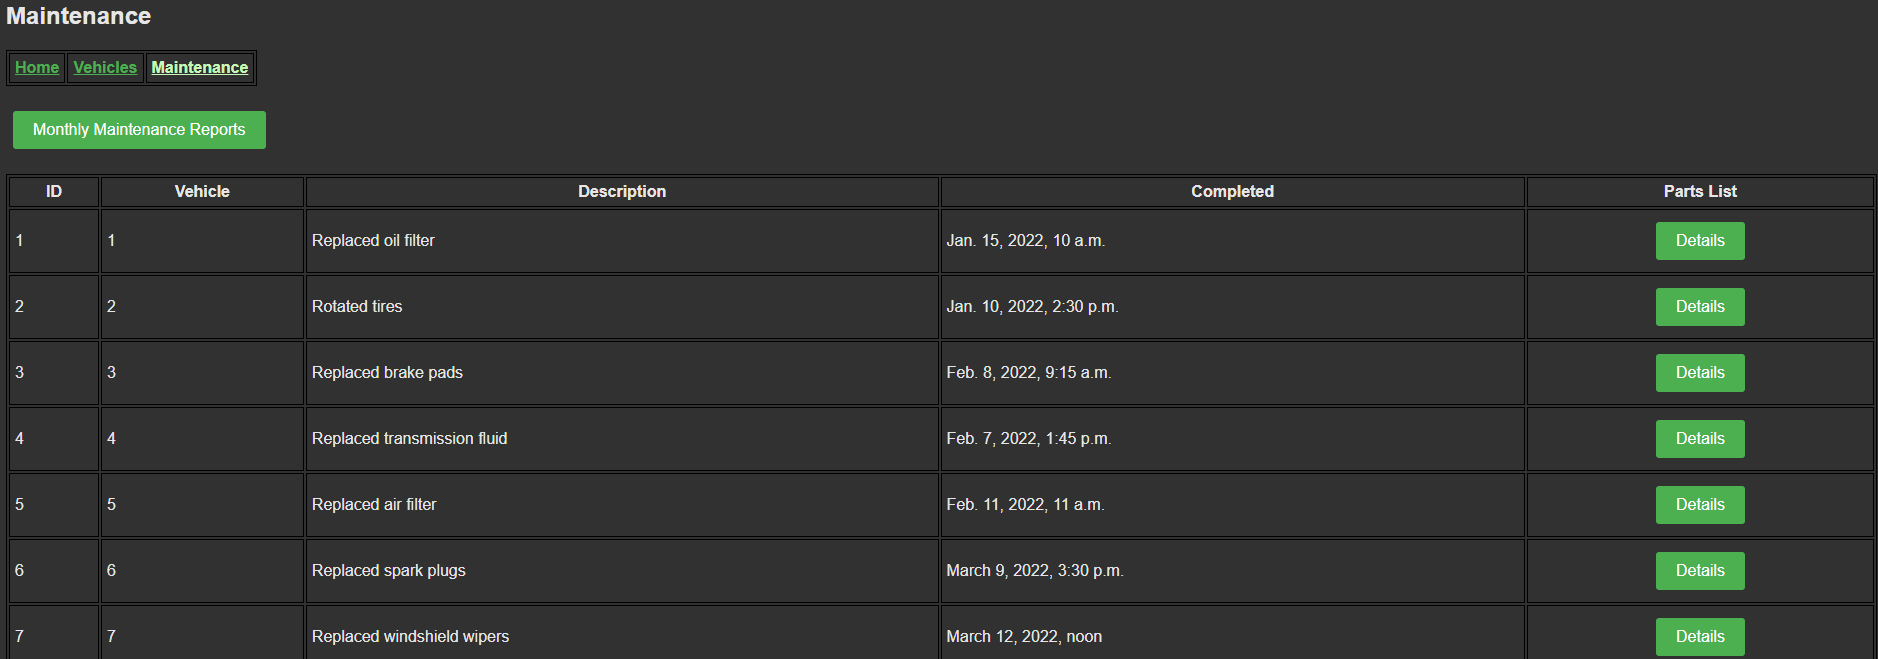 Maintenance
Home Vehicles Maintenance
Monthly Maintenance Reports
ID Vehicle Description Completed Parts List
1 1 Replaced oil filter Jan. 15, 2022, 10 a.m. Details
2 2 Rotated tires Jan. 10, 2022, 2:30 p.m. Details
3 3 Replaced brake pads Feb. 8, 2022, 9:15 a.m. Details
4 4 Replaced transmission fluid Feb. 7, 2022, 1:45 p.m. Details
5 5 Replaced air filter Feb. 11, 2022, 11 a.m. Details
6 6 Replaced spark plugs March 9, 2022, 3:30 p.m. Details
7 7 Replaced windshield wipers March 12, 2022, noon Details